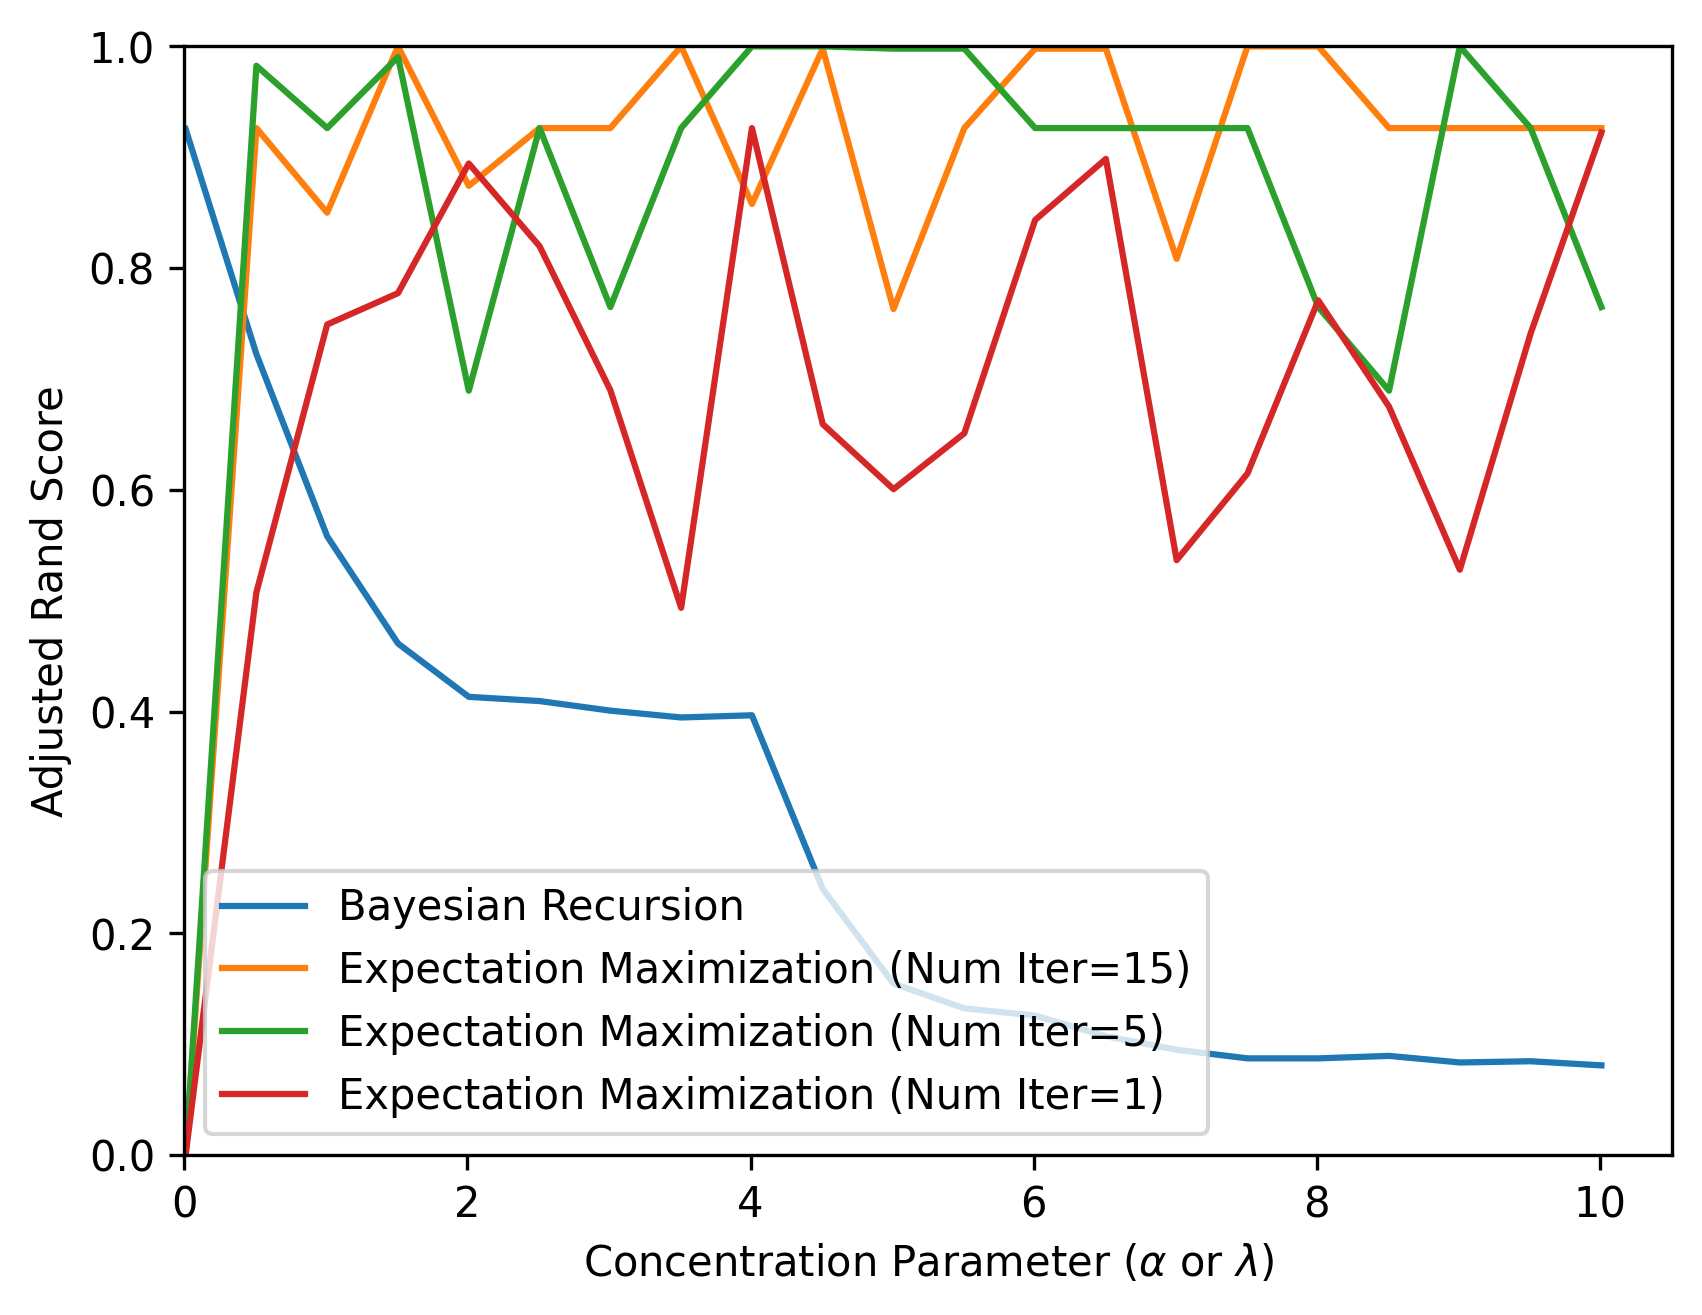 1.0
0.8
0.6
0.4
0.2
0.0
Adjusted Rand Score
Bayesian Recursion
Expectation Maximization (Num Iter=15)
Expectation Maximization (Num Iter=5)
Expectation Maximization (Num Iter=1)
0 2 4 6 8 10
Concentration Parameter (α or λ)